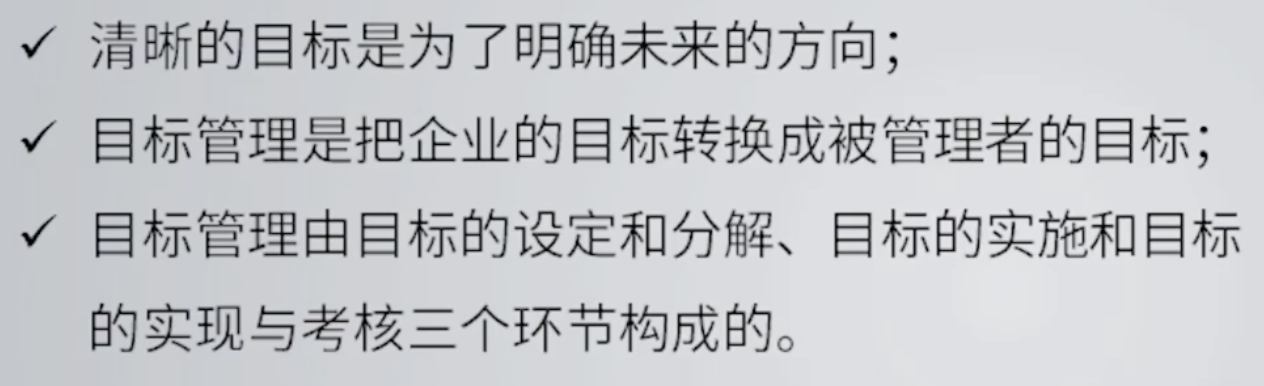 ✓ 清晰的目标是为了明确未来的方向；
✓ 目标管理是把企业的目标转换成被管理者的目标；
✓ 目标管理由目标的设定和分解、目标的实施和目标
的实现与考核三个环节构成的。